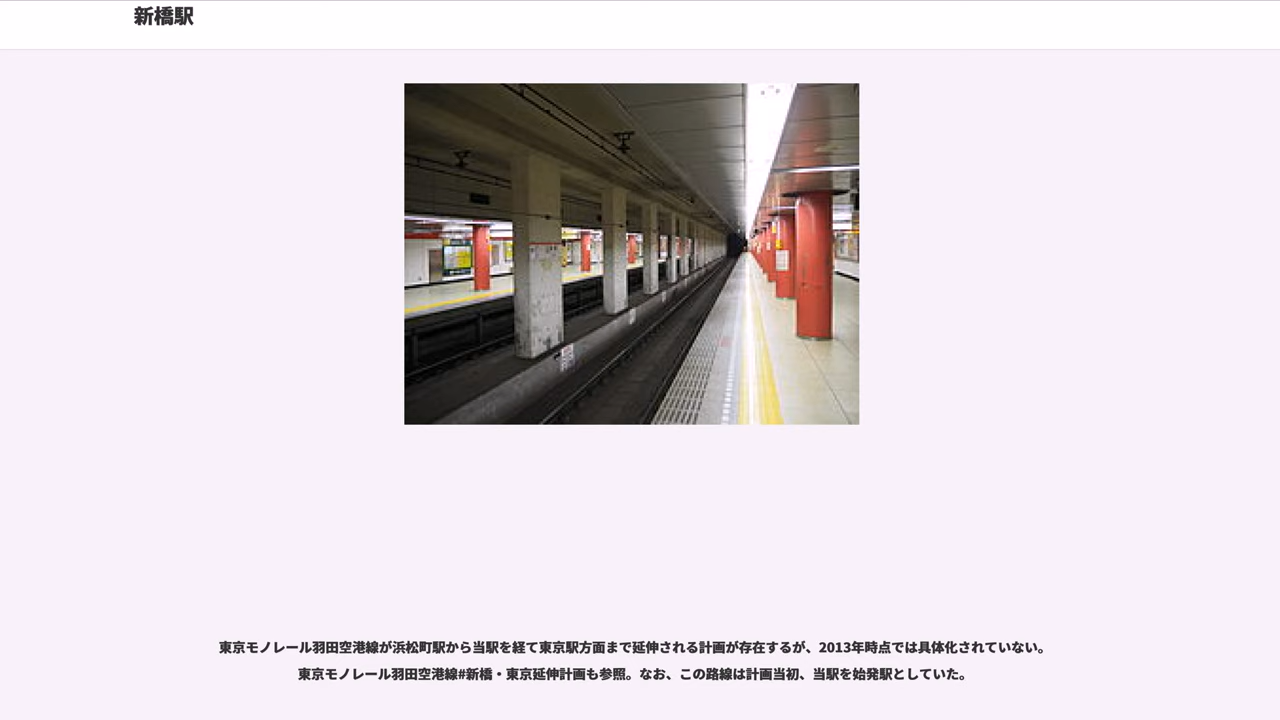 新橋駅
東京モノレール羽田空港線が浜松町駅から当駅を経て東京駅方面まで延伸される計画が存在するが、2013年時点では具体化されていない。
東京モノレール羽田空港線#新橋・東京延伸計画も参照。なお、この路線は計画当初、当駅を始発駅としていた。